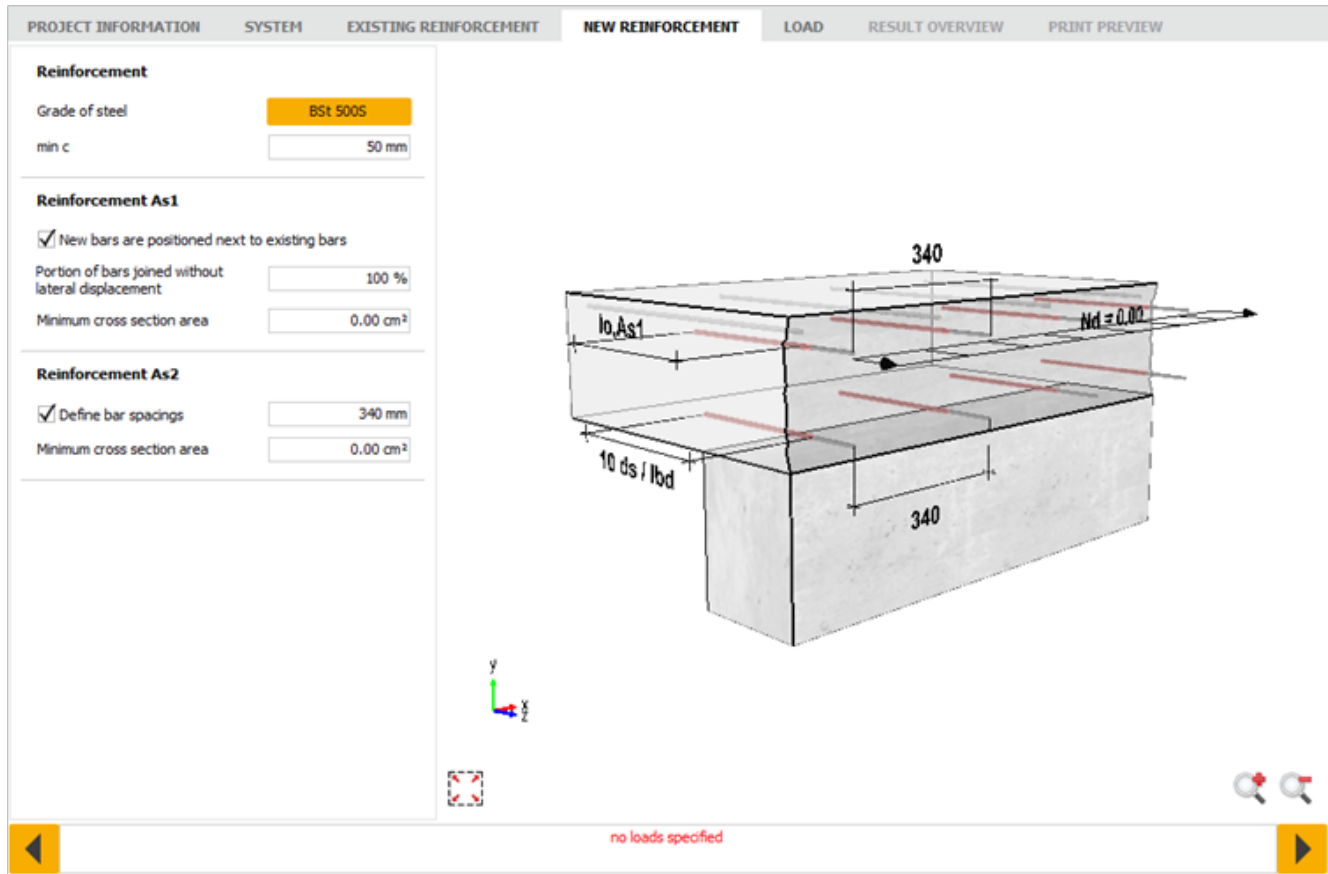 PROJECT INFORMATION SYSTEM EXISTING REINFORCEMENT NEW REINFORCEMENT LOAD RESULT OVERVIEW PRINT PREVIEW
Reinforcement
Grade of steel BSt 500S
min c 50 mm
Reinforcement As1
New bars are positioned next to existing bars
Portion of bars joined without
lateral displacement 100 %
Minimum cross section area 0.00 cm²
Reinforcement As2
Define bar spacings 340 mm
Minimum cross section area 0.00 cm²
340
lo,As1
Nd = 0,00
10 ds / lbd
340
y
x
z
no loads specified